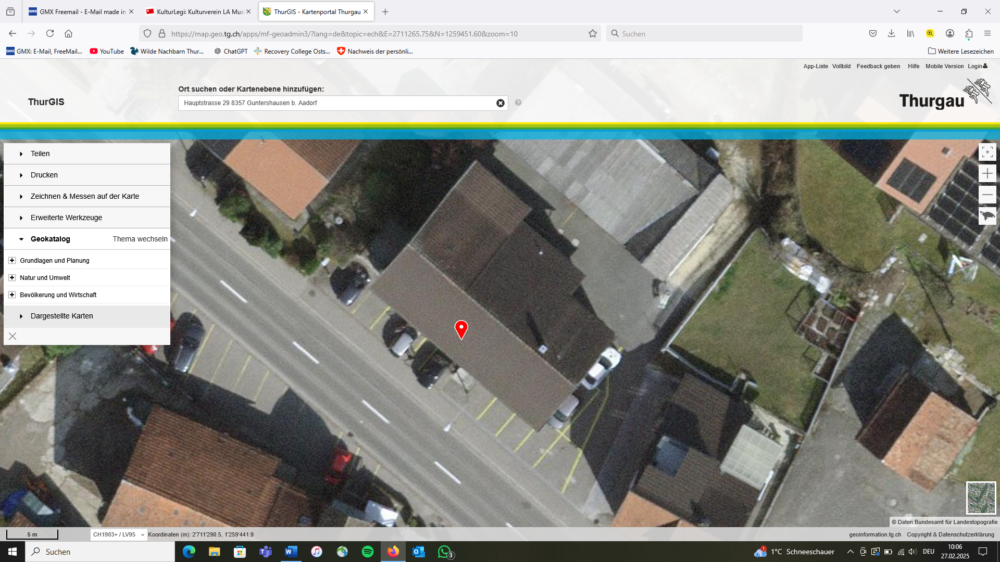 GMX Freemail - E-Mail made in
KulturLegi: Kulturverein LA Mus
ThurGIS - Kartenportal Thurgau
https://map.geo.tg.ch/apps/mf-geoadmin3/?lang=de&topic=ech&E=2711265.75&N=1259451.60&zoom=10
Suchen
GMX: E-Mail, FreeMail...
YouTube
Wilde Nachbarn Thur...
ChatGPT
Recovery College Osts...
Nachweis der persönli...
Weitere Lesezeichen
App-Liste Vollbild Feedback geben Hilfe Mobile Version Login
Ort suchen oder Kartenebene hinzufügen:
ThurGIS
Hauptstrasse 29 8357 Guntershausen b. Aadorf
?
Thurgau
Teilen
Drucken
Zeichnen & Messen auf der Karte
Erweiterte Werkzeuge
Geokatalog Thema wechseln
Grundlagen und Planung
Natur und Umwelt
Bevölkerung und Wirtschaft
Dargestellte Karten
© Daten:Bundesamt für Landestopografie
5 m
CH1903+ / LV95
Koordinaten (m): 2'711'290.5, 1'259'441.9
geoinformation.tg.ch Copyright & Datenschutzerklärung
Suchen
3
1
1°C Schneeschauer
DEU
10:06
27.02.2025